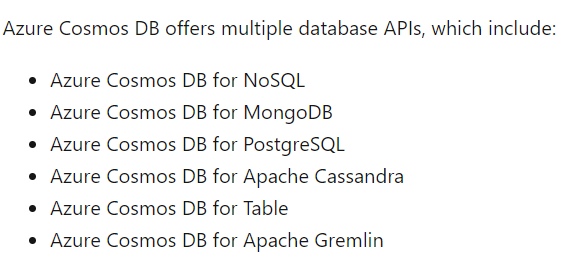 Azure Cosmos DB offers multiple database APIs, which include:
• Azure Cosmos DB for NoSQL
• Azure Cosmos DB for MongoDB
• Azure Cosmos DB for PostgreSQL
• Azure Cosmos DB for Apache Cassandra
• Azure Cosmos DB for Table
• Azure Cosmos DB for Apache Gremlin